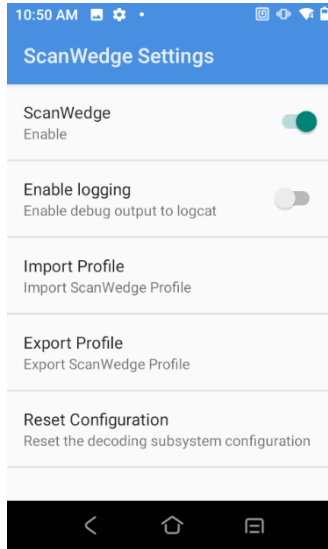 10:50 AM
ScanWedge Settings
ScanWedge
Enable
Enable logging
Enable debug output to logcat
Import Profile
Import ScanWedge Profile
Export Profile
Export ScanWedge Profile
Reset Configuration
Reset the decoding subsystem configuration